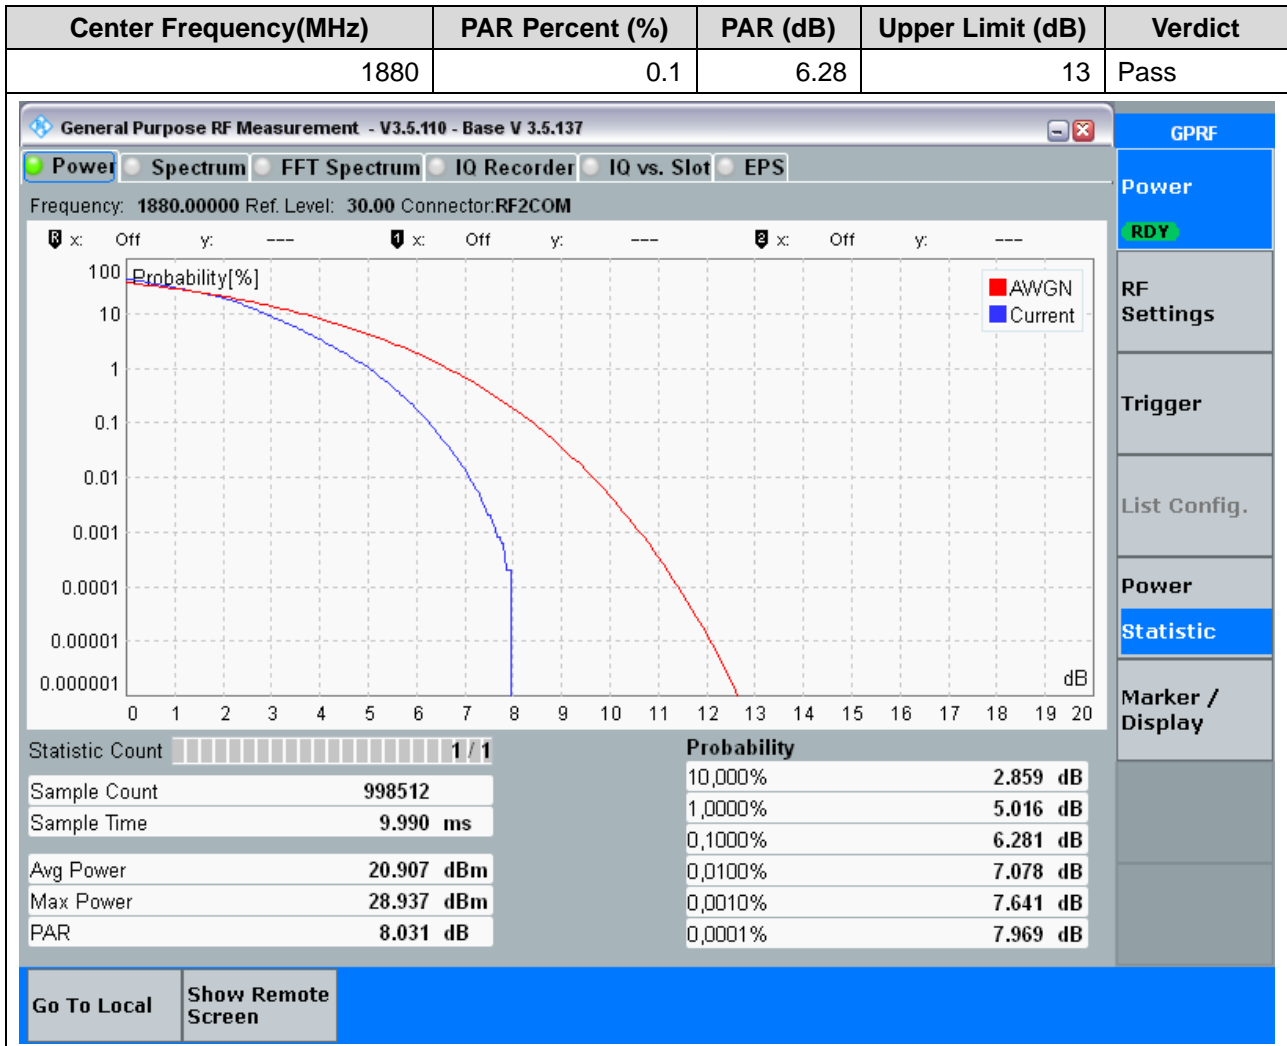 Center Frequency(MHz) PAR Percent (%) PAR (dB) Upper Limit (dB) Verdict
1880 0.1 6.28 13 Pass
General Purpose RF Measurement - V3.5.110 - Base V 3.5.137
GPRF
Power Spectrum FFT Spectrum IQ Recorder IQ vs. Slot EPS
Power
RDY
Frequency: 1880.00000 Ref. Level: 30.00 Connector:RF2COM
R x: Off y: --- 1 x: Off y: --- 2 x: Off y: ---
Probability[%]
AWGN
Current
100
10
1
0.1
0.01
0.001
0.0001
0.00001
0.000001
dB
0 1 2 3 4 5 6 7 8 9 10 11 12 13 14 15 16 17 18 19 20
RF
Settings
Trigger
List Config.
Power
Statistic
Marker /
Display
Statistic Count 1 / 1
Sample Count 998512
Sample Time 9.990 ms
Avg Power 20.907 dBm
Max Power 28.937 dBm
PAR 8.031 dB
Probability
10,000% 2.859 dB
1,0000% 5.016 dB
0,1000% 6.281 dB
0,0100% 7.078 dB
0,0010% 7.641 dB
0,0001% 7.969 dB
Go To Local
Show Remote
Screen